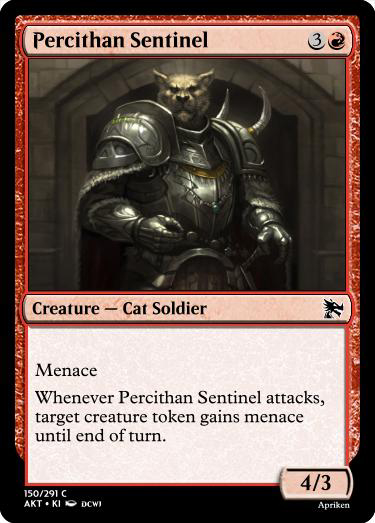 Percithan Sentinel 3
Creature — Cat Soldier
Menace
Whenever Percithan Sentinel attacks,
target creature token gains menace
until end of turn.
4/3
150/291 C
AKT • KI DCWJ
Apriken